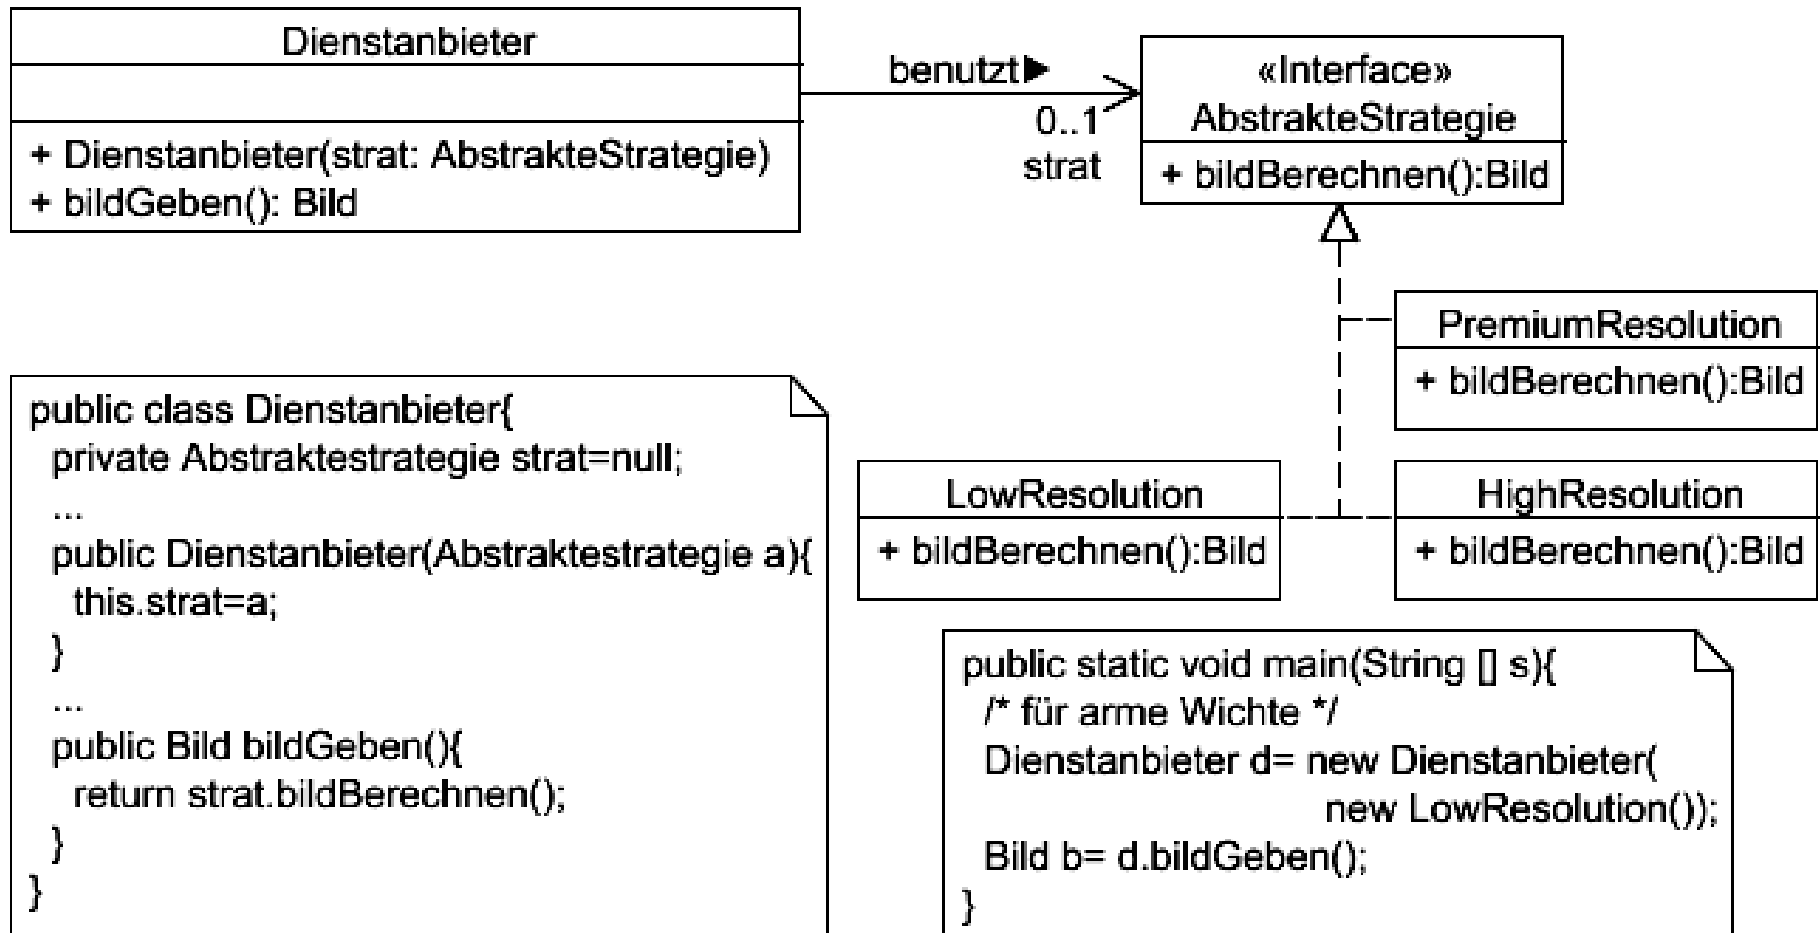 Dienstanbieter
+ Dienstanbieter(strat: AbstrakteStrategie)
+ bildGeben(): Bild
benutzt▶
0..1
strat
«Interface»
AbstrakteStrategie
+ bildBerechnen():Bild
PremiumResolution
+ bildBerechnen():Bild
LowResolution
+ bildBerechnen():Bild
HighResolution
+ bildBerechnen():Bild
public class Dienstanbieter{
private Abstraktestrategie strat=null;
...
public Dienstanbieter(Abstraktestrategie a){
this.strat=a;
}
...
public Bild bildGeben(){
return strat.bildBerechnen();
}
}
public static void main(String [] s){
/* für arme Wichte */
Dienstanbieter d= new Dienstanbieter(
new LowResolution());
Bild b= d.bildGeben();
}